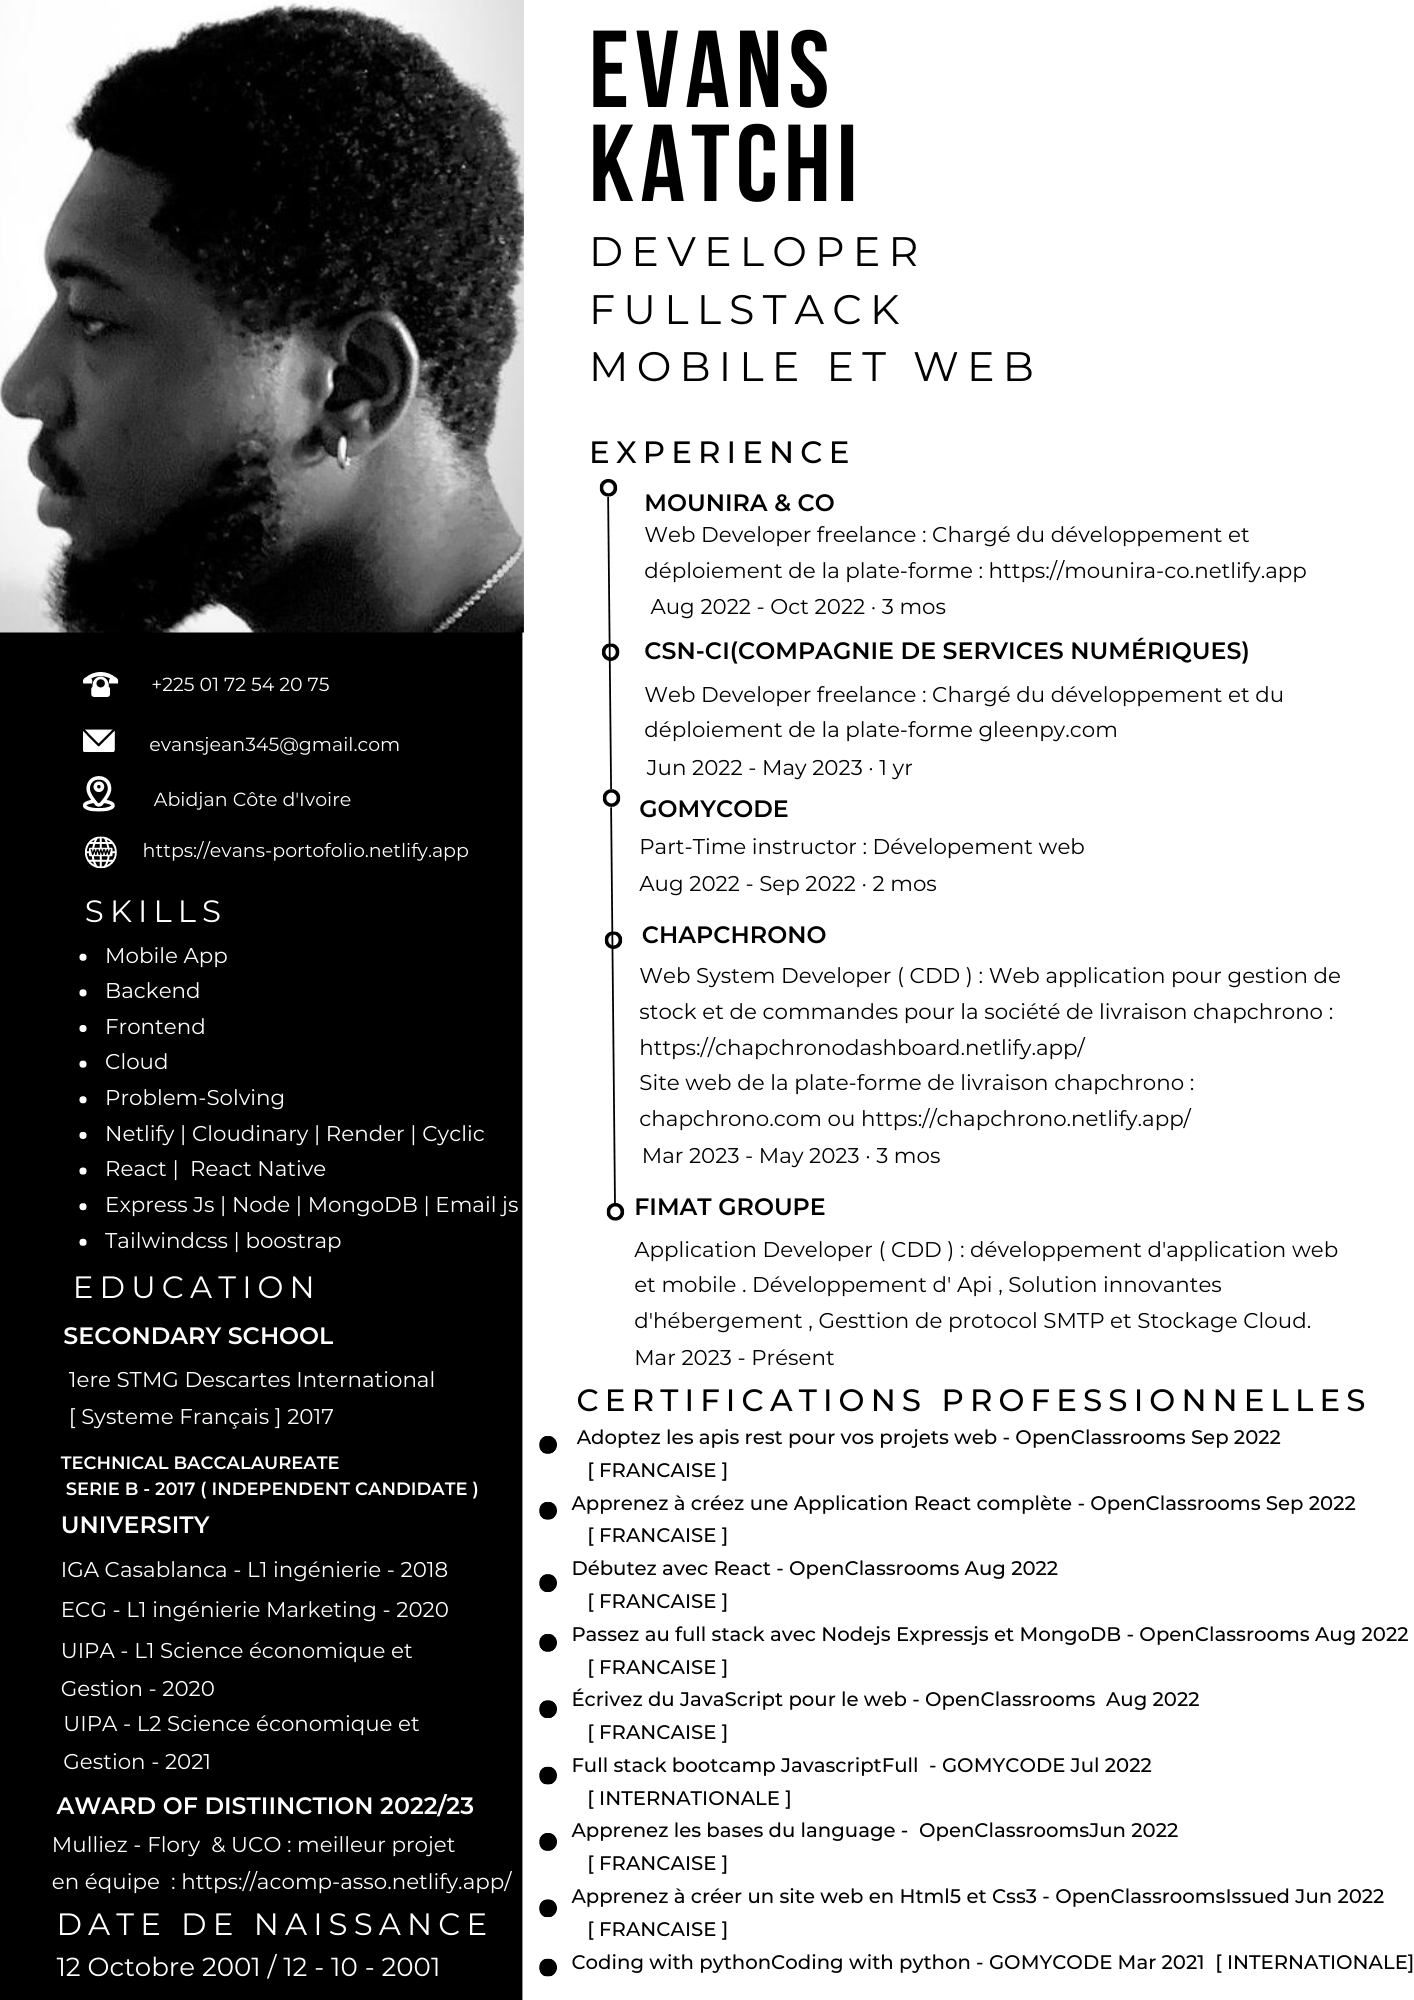 EVANS
KATCHI
DEVELOPER
FULLSTACK
MOBILE ET WEB
+225 01 72 54 20 75
evansjean345@gmail.com
Abidjan Côte d'Ivoire
WWW
https://evans-portofolio.netlify.app
SKILLS
Mobile App
Backend
Frontend
Cloud
Problem-Solving
Netlify | Cloudinary | Render | Cyclic
React |  React Native
Express Js | Node | MongoDB | Email js
Tailwindcss | boostrap
EDUCATION
SECONDARY SCHOOL
1ere STMG Descartes International
[ Systeme Français ] 2017
TECHNICAL BACCALAUREATE
SERIE B - 2017 ( INDEPENDENT CANDIDATE )
UNIVERSITY
IGA Casablanca - L1 ingénierie - 2018
ECG - L1 ingénierie Marketing - 2020
UIPA - L1 Science économique et
Gestion - 2020
UIPA - L2 Science économique et
Gestion - 2021
AWARD OF DISTIINCTION 2022/23
Mulliez - Flory  & UCO : meilleur projet
en équipe  : https://acomp-asso.netlify.app/
DATE DE NAISSANCE
12 Octobre 2001 / 12 - 10 - 2001
EXPERIENCE
MOUNIRA & CO
Web Developer freelance : Chargé du développement et
déploiement de la plate-forme : https://mounira-co.netlify.app
Aug 2022 - Oct 2022 · 3 mos
CSN-CI(COMPAGNIE DE SERVICES NUMÉRIQUES)
Web Developer freelance : Chargé du développement et du
déploiement de la plate-forme gleenpy.com
Jun 2022 - May 2023 · 1 yr
GOMYCODE
Part-Time instructor : Dévelopement web
Aug 2022 - Sep 2022 · 2 mos
CHAPCHRONO
Web System Developer ( CDD ) : Web application pour gestion de
stock et de commandes pour la société de livraison chapchrono :
https://chapchronodashboard.netlify.app/
Site web de la plate-forme de livraison chapchrono :
chapchrono.com ou https://chapchrono.netlify.app/
Mar 2023 - May 2023 · 3 mos
FIMAT GROUPE
Application Developer ( CDD ) : développement d'application web
et mobile . Développement d' Api , Solution innovantes
d'hébergement , Gesttion de protocol SMTP et Stockage Cloud.
Mar 2023 - Présent
CERTIFICATIONS PROFESSIONNELLES
Adoptez les apis rest pour vos projets web - OpenClassrooms Sep 2022
[ FRANCAISE ]
Apprenez à créez une Application React complète - OpenClassrooms Sep 2022
[ FRANCAISE ]
Débutez avec React - OpenClassrooms Aug 2022
[ FRANCAISE ]
Passez au full stack avec Nodejs Expressjs et MongoDB - OpenClassrooms Aug 2022
[ FRANCAISE ]
Écrivez du JavaScript pour le web - OpenClassrooms  Aug 2022
[ FRANCAISE ]
Full stack bootcamp JavascriptFull  - GOMYCODE Jul 2022
[ INTERNATIONALE ]
Apprenez les bases du language -  OpenClassroomsJun 2022
[ FRANCAISE ]
Apprenez à créer un site web en Html5 et Css3 - OpenClassroomsIssued Jun 2022
[ FRANCAISE ]
Coding with pythonCoding with python - GOMYCODE Mar 2021  [ INTERNATIONALE]